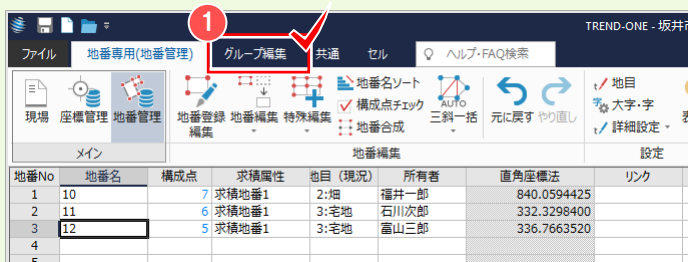 1
TREND-ONE - 坂井市
ファイル 地番専用(地番管理) グループ編集 共通 セル ヘルプ・FAQ検索
現場 座標管理 地番管理 地番登録編集 地番編集 特殊編集 地番名ソート 構成点チェック 地番合成 AUTO 三斜一括 元に戻す やり直し 地目 大字・字 詳細設定
メイン 地番編集 設定
地番No 地番名 構成点 求積属性 地目（現況） 所有者 直角座標法 リンク
1 10 7 求積地番1 2:畑 福井一郎 840.0594425
2 11 6 求積地番1 3:宅地 石川次郎 332.3298400
3 12 5 求積地番1 3:宅地 富山三郎 336.7663520
4
5